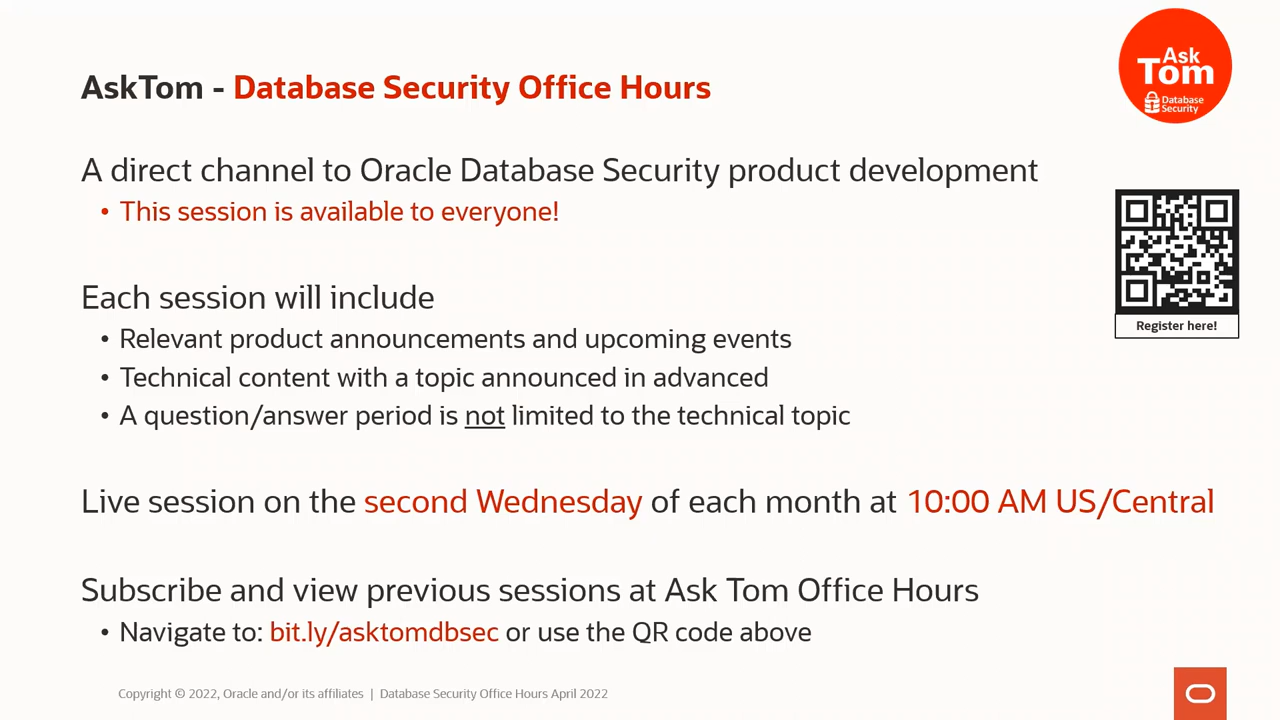 AskTom - Database Security Office Hours
Ask
Tom
Database
Security
A direct channel to Oracle Database Security product development
• This session is available to everyone!
Each session will include
• Relevant product announcements and upcoming events
• Technical content with a topic announced in advanced
• A question/answer period is not limited to the technical topic
Register here!
Live session on the second Wednesday of each month at 10:00 AM US/Central
Subscribe and view previous sessions at Ask Tom Office Hours
• Navigate to: bit.ly/asktomdbsec or use the QR code above
Copyright © 2022, Oracle and/or its affiliates | Database Security Office Hours April 2022